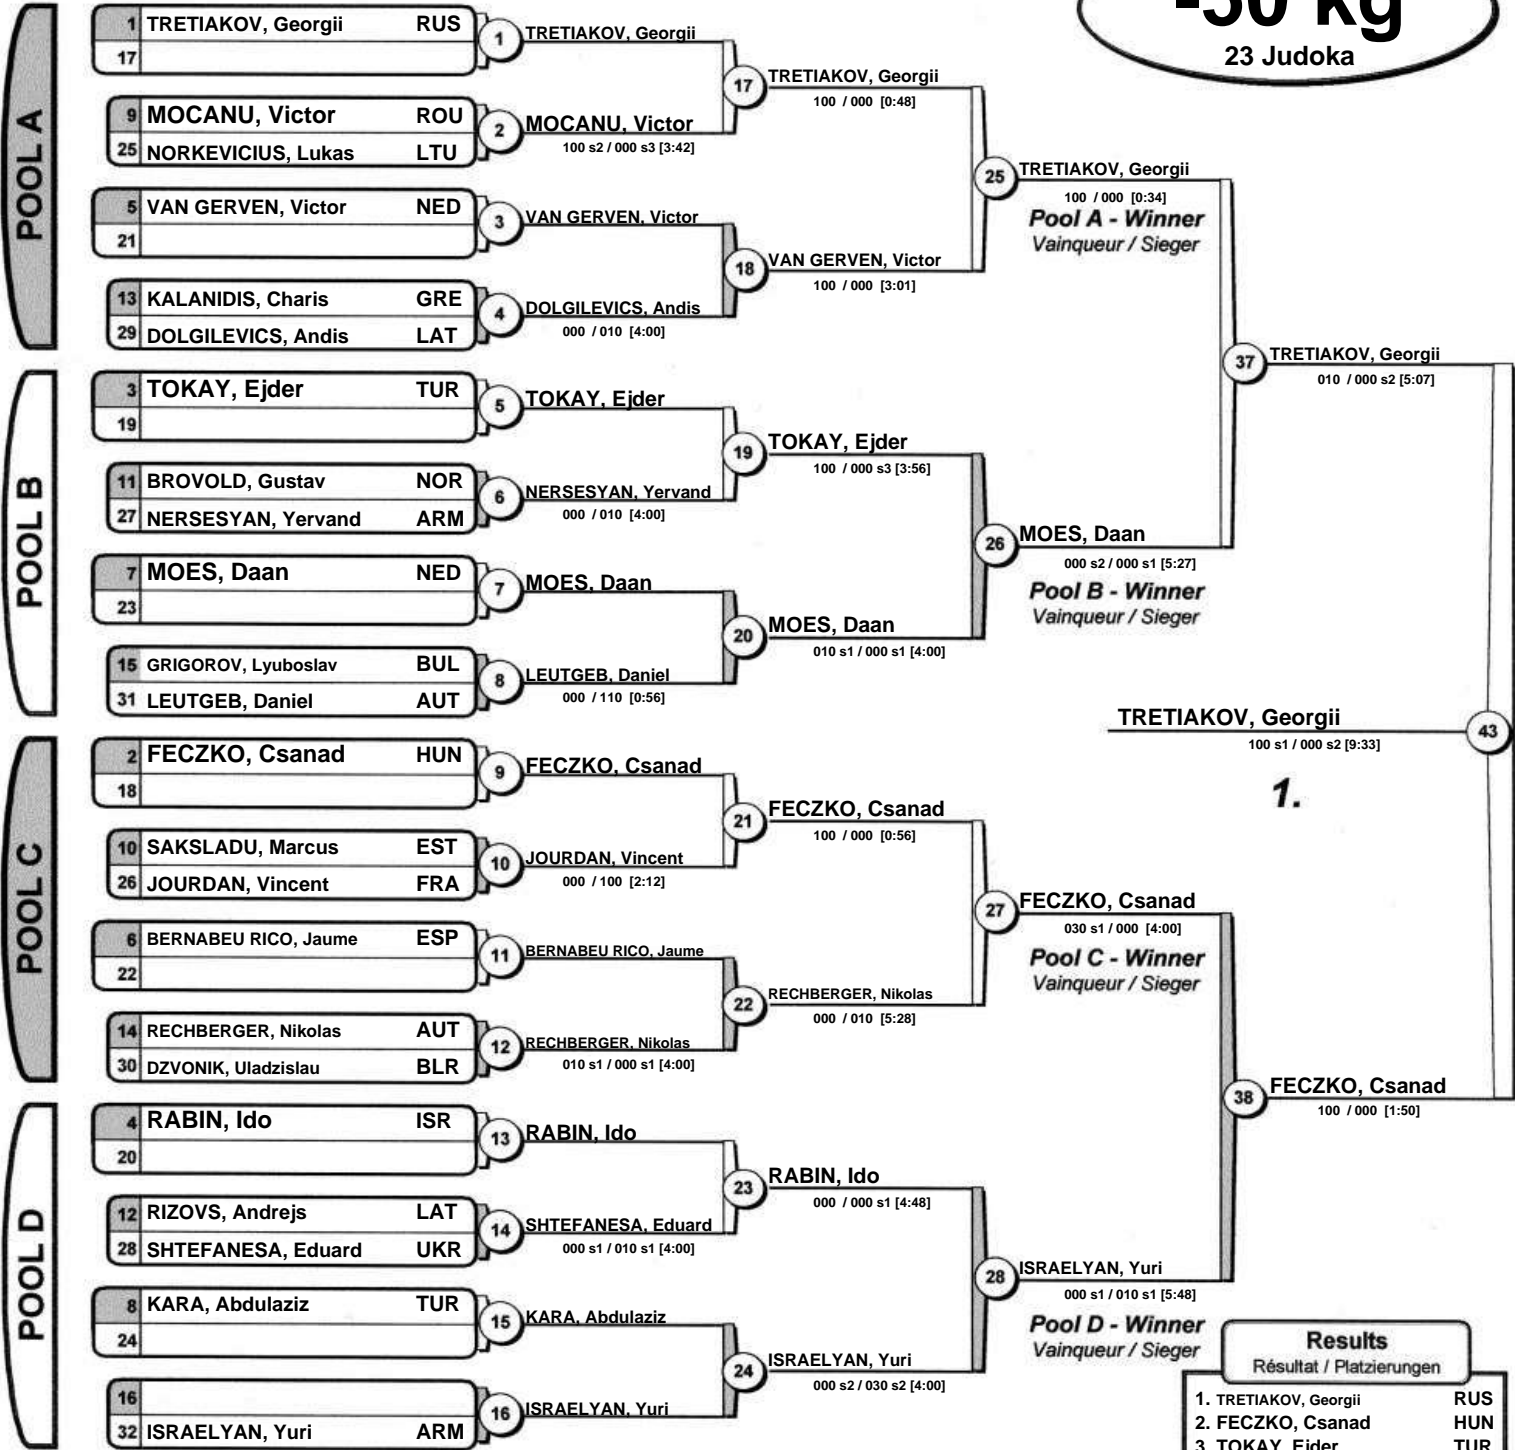 -50 kg
23 Judoka
POOL A
1 TRETIAKOV, Georgii RUS
17
9 MOCANU, Victor ROU
25 NORKEVICIUS, Lukas LTU
5 VAN GERVEN, Victor NED
21
13 KALANIDIS, Charis GRE
29 DOLGILEVICS, Andis LAT
POOL B
3 TOKAY, Ejder TUR
19
11 BROVOLD, Gustav NOR
27 NERSESYAN, Yervand ARM
7 MOES, Daan NED
23
15 GRIGOROV, Lyuboslav BUL
31 LEUTGEB, Daniel AUT
POOL C
2 FECZKO, Csanad HUN
18
10 SAKSLADU, Marcus EST
26 JOURDAN, Vincent FRA
6 BERNABEU RICO, Jaume ESP
22
14 RECHBERGER, Nikolas AUT
30 DZVONIK, Uladzislau BLR
POOL D
4 RABIN, Ido ISR
20
12 RIZOVS, Andrejs LAT
28 SHTEFANESA, Eduard UKR
8 KARA, Abdulaziz TUR
24
16
32 ISRAELYAN, Yuri ARM
1 TRETIAKOV, Georgii
2 MOCANU, Victor
100 s2 / 000 s3 [3:42]
3 VAN GERVEN, Victor
4 DOLGILEVICS, Andis
000 / 010 [4:00]
5 TOKAY, Ejder
6 NERSESYAN, Yervand
000 / 010 [4:00]
7 MOES, Daan
8 LEUTGEB, Daniel
000 / 110 [0:56]
9 FECZKO, Csanad
10 JOURDAN, Vincent
000 / 100 [2:12]
11 BERNABEU RICO, Jaume
12 RECHBERGER, Nikolas
010 s1 / 000 s1 [4:00]
13 RABIN, Ido
14 SHTEFANESA, Eduard
000 s1 / 010 s1 [4:00]
15 KARA, Abdulaziz
16 ISRAELYAN, Yuri
17 TRETIAKOV, Georgii
100 / 000 [0:48]
18 VAN GERVEN, Victor
100 / 000 [3:01]
19 TOKAY, Ejder
100 / 000 s3 [3:56]
20 MOES, Daan
010 s1 / 000 s1 [4:00]
21 FECZKO, Csanad
100 / 000 [0:56]
22 RECHBERGER, Nikolas
000 / 010 [5:28]
23 RABIN, Ido
000 / 000 s1 [4:48]
24 ISRAELYAN, Yuri
000 s2 / 030 s2 [4:00]
25 TRETIAKOV, Georgii
100 / 000 [0:34]
Pool A - Winner
Vainqueur / Sieger
26 MOES, Daan
000 s2 / 000 s1 [5:27]
Pool B - Winner
Vainqueur / Sieger
27 FECZKO, Csanad
030 s1 / 000 [4:00]
Pool C - Winner
Vainqueur / Sieger
28 ISRAELYAN, Yuri
000 s1 / 010 s1 [5:48]
Pool D - Winner
Vainqueur / Sieger
37 TRETIAKOV, Georgii
010 / 000 s2 [5:07]
38 FECZKO, Csanad
100 / 000 [1:50]
TRETIAKOV, Georgii 43
100 s1 / 000 s2 [9:33]
1.
Results
Résultat / Platzierungen
1. TRETIAKOV, Georgii RUS
2. FECZKO, Csanad HUN
3. TOKAY, Ejder TUR